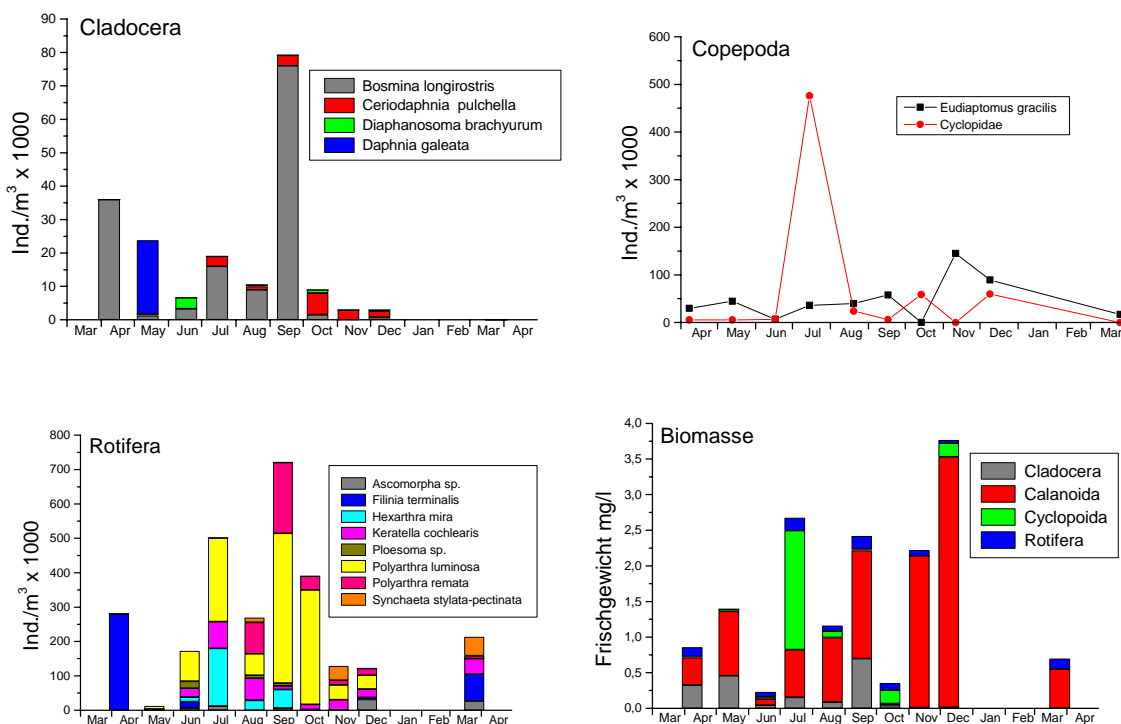 Cladocera
90
80
70
60
50
40
30
20
10
0
Ind./m³ x 1000
Bosmina longirostris
Ceriodaphnia pulchella
Diaphanosoma brachyurum
Daphnia galeata
Mar Apr May Jun Jul Aug Sep Oct Nov Dec Jan Feb Mar Apr
Copepoda
600
500
400
300
200
100
0
Ind./m³ x 1000
Eudiaptomus gracilis
Cyclopidae
Apr May Jun Jul Aug Sep Oct Nov Dec Jan Feb Mar
Rotifera
800
700
600
500
400
300
200
100
0
Ind./m³ x 1000
Ascomorpha sp.
Filinia terminalis
Hexarthra mira
Keratella cochlearis
Ploesoma sp.
Polyarthra luminosa
Polyarthra remata
Synchaeta stylata-pectinata
Mar Apr May Jun Jul Aug Sep Oct Nov Dec Jan Feb Mar Apr
Biomasse
4,0
3,5
3,0
2,5
2,0
1,5
1,0
0,5
0,0
Frischgewicht mg/l
Cladocera
Calanoida
Cyclopoida
Rotifera
Mar Apr May Jun Jul Aug Sep Oct Nov Dec Jan Feb Mar Apr